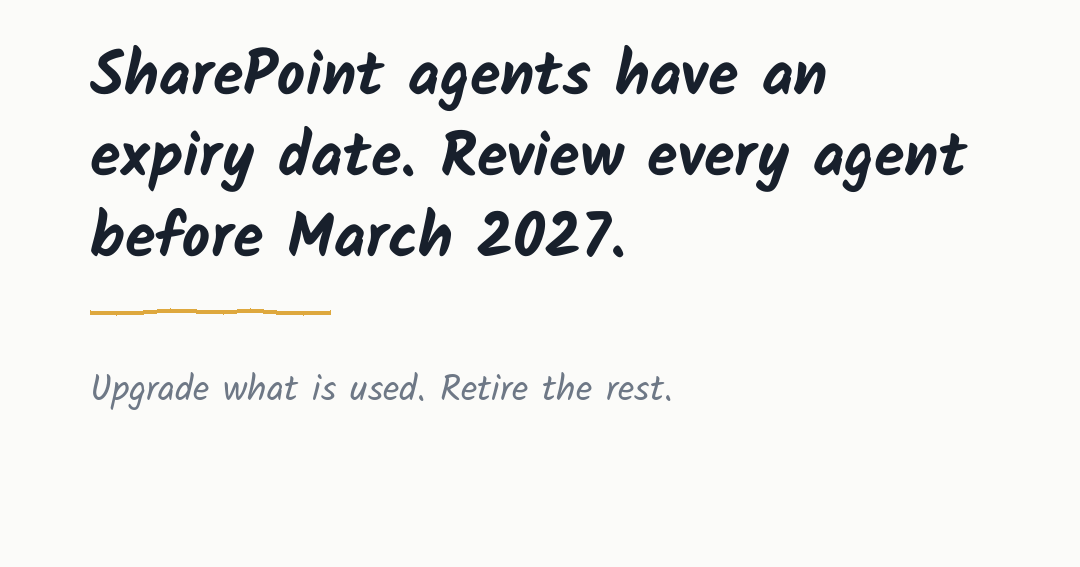 SharePoint agents have an
expiry date. Review every agent
before March 2027.
Upgrade what is used. Retire the rest.